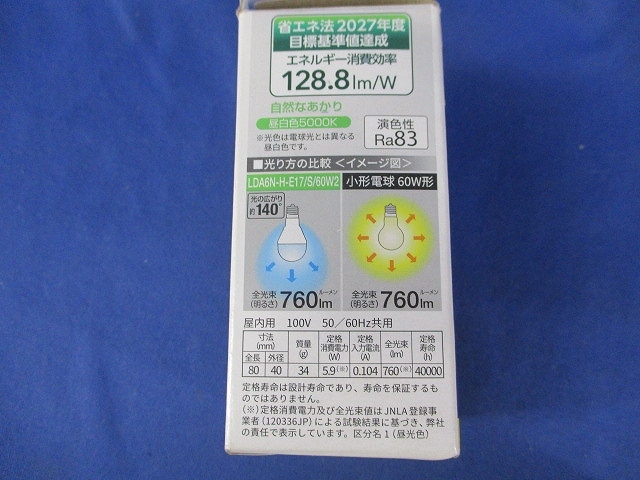 省エネ法2027年度
目標基準値達成
エネルギー消費効率
128.8lm/W
自然なあかり
昼白色5000K
※光色は電球光とは異なる
昼白色です。
演色性
Ra83
■光り方の比較<イメージ図>
LDA6N-H-E17/S/60W2
小形電球 60W形
光の広がり
約140°
全光束
(明るさ)
760lm
ルーメン
全光束
(明るさ)
760lm
ルーメン
屋内用 100V 50/60Hz共用
寸法
(mm)
質量
(g)
定格
消費電力
(W)
定格
入力電流
(A)
全光束
(lm)
定格
寿命
(h)
全長 外径
80 40 34 5.9(※) 0.104 760(※) 40000
定格寿命は設計寿命であり、寿命を保証するも
のではありません。
(※)定格消費電力及び全光束値はJNLA登録事
業者(120336JP)による試験結果に基づき、弊社
の責任で表示しています。区分名1(昼光色)